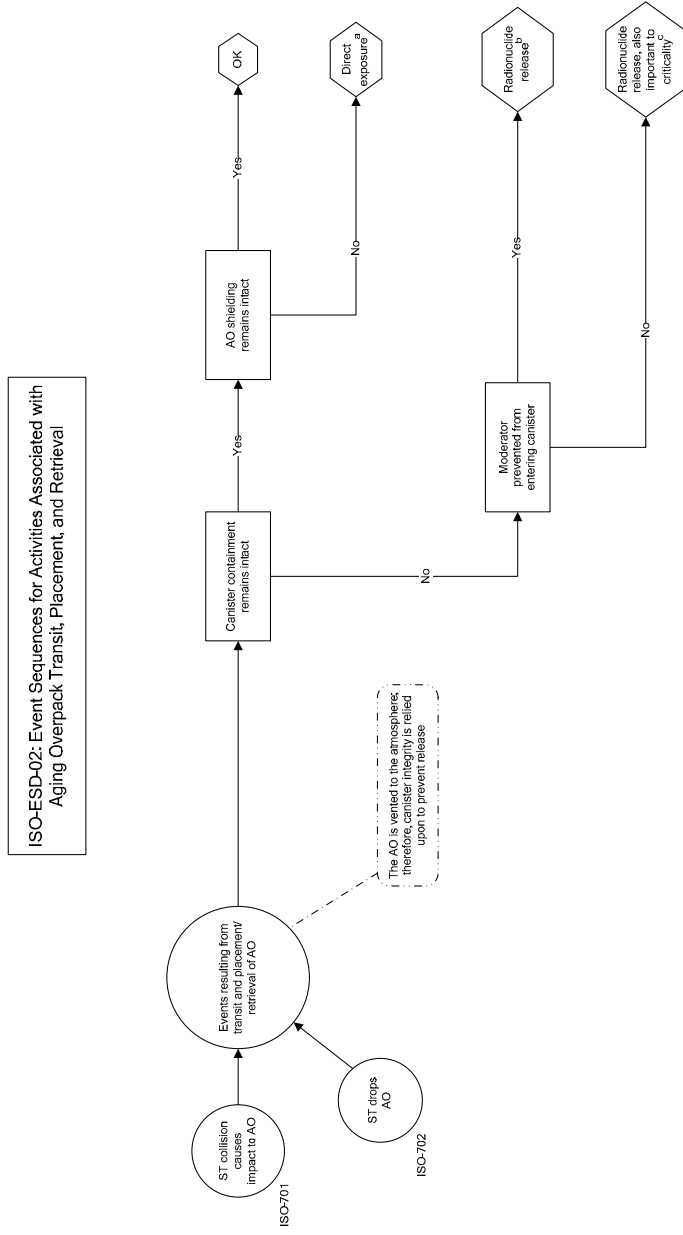 ISO-ESD-02: Event Sequences for Activities Associated with
Aging Overpack Transit, Placement, and Retrieval
ST collision
causes
impact to AO
ISO-701
ST drops
AO
ISO-702
Events resulting from
transit and placement/
retrieval of AO
The AO is vented to the atmosphere;
therefore, canister integrity is relied
upon to prevent release
Canister containment
remains intact
Yes
No
AO shielding
remains intact
Yes
No
OK
Direct
exposure a
Moderator
prevented from
entering canister
Yes
No
Radionuclide
release b
Radionuclide
release, also
important to
criticality c